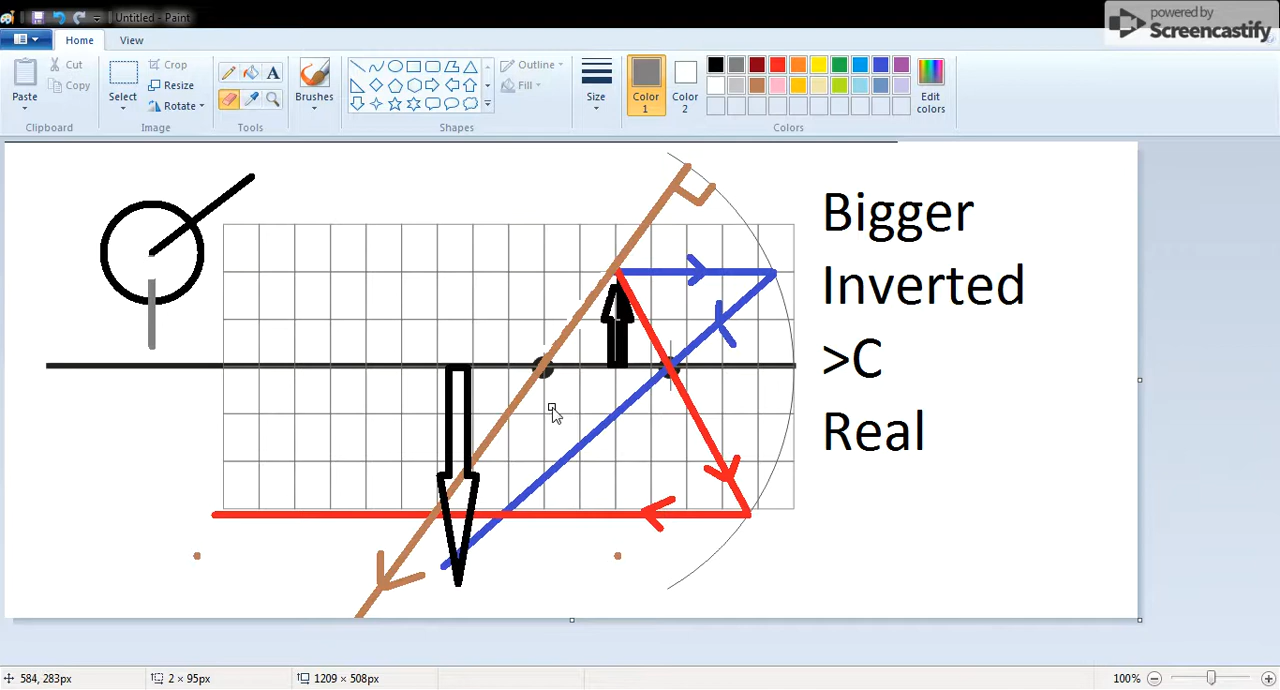 Untitled - Paint
powered by
Screencastify
Home View
Paste
Cut
Copy
Clipboard
Select
Crop
Resize
Rotate
Image
A
Tools
Brushes
Outline
Fill
Shapes
Size
Color
1
Color
2
Edit
colors
Colors
Bigger
Inverted
>C
Real
584, 283px
2 × 95px
1209 × 508px
100%